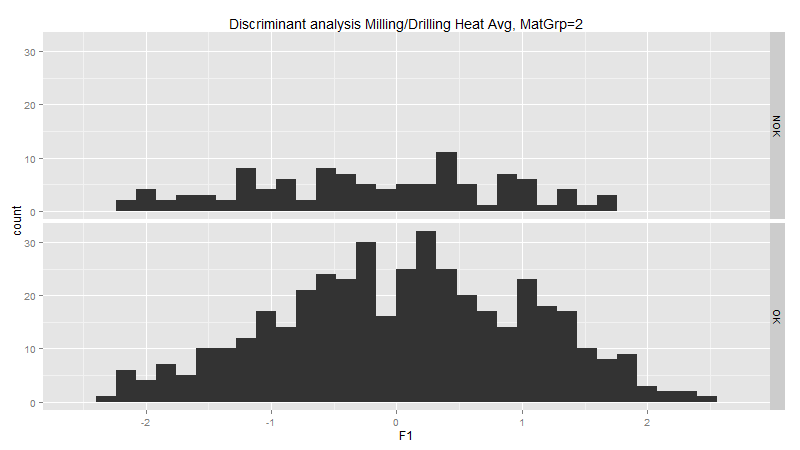 Discriminant analysis Milling/Drilling Heat Avg, MatGrp=2
30
20
10
0
NOK
count
30
20
10
0
OK
-2 -1 0 1 2
F1